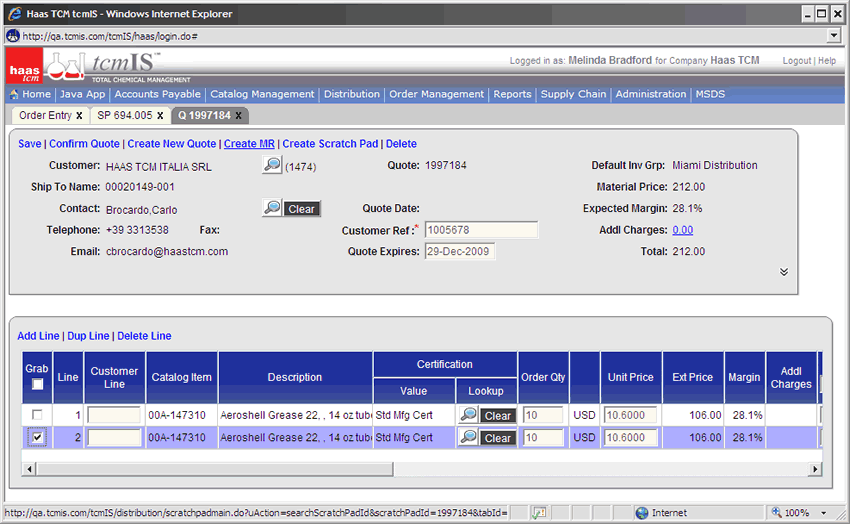 Haas TCM tcmIS - Windows Internet Explorer
http://qa.tcmis.com/tcmIS/haas/login.do#
haas tcm
tcmIS™
TOTAL CHEMICAL MANAGEMENT
Logged in as: Melinda Bradford for Company Haas TCM Logout | Help
Home | Java App | Accounts Payable | Catalog Management | Distribution | Order Management | Reports | Supply Chain | Administration | MSDS
Order Entry x SP 694.005 x Q 1997184 x
Save | Confirm Quote | Create New Quote | Create MR | Create Scratch Pad | Delete
Customer: HAAS TCM ITALIA SRL (1474) Quote: 1997184 Default Inv Grp: Miami Distribution
Ship To Name: 00020149-001 Material Price: 212.00
Contact: Brocardo,Carlo Clear Quote Date: Expected Margin: 28.1%
Telephone: +39 3313538 Fax: Customer Ref :* 1005678 Addl Charges: 0.00
Email: cbrocardo@haastcm.com Quote Expires: 29-Dec-2009 Total: 212.00
Add Line | Dup Line | Delete Line
Grab Line Customer Line Catalog Item Description Certification Value Lookup Order Qty Unit Price Ext Price Margin Addl Charges
1 00A-147310 Aeroshell Grease 22, , 14 oz tube Std Mfg Cert Clear 10 USD 10.6000 106.00 28.1%
2 00A-147310 Aeroshell Grease 22, , 14 oz tube Std Mfg Cert Clear 10 USD 10.6000 106.00 28.1%
http://qa.tcmis.com/tcmIS/distribution/scratchpadmain.do?uAction=searchScratchPadId&scratchPadId=1997184&tabId= Internet 100%